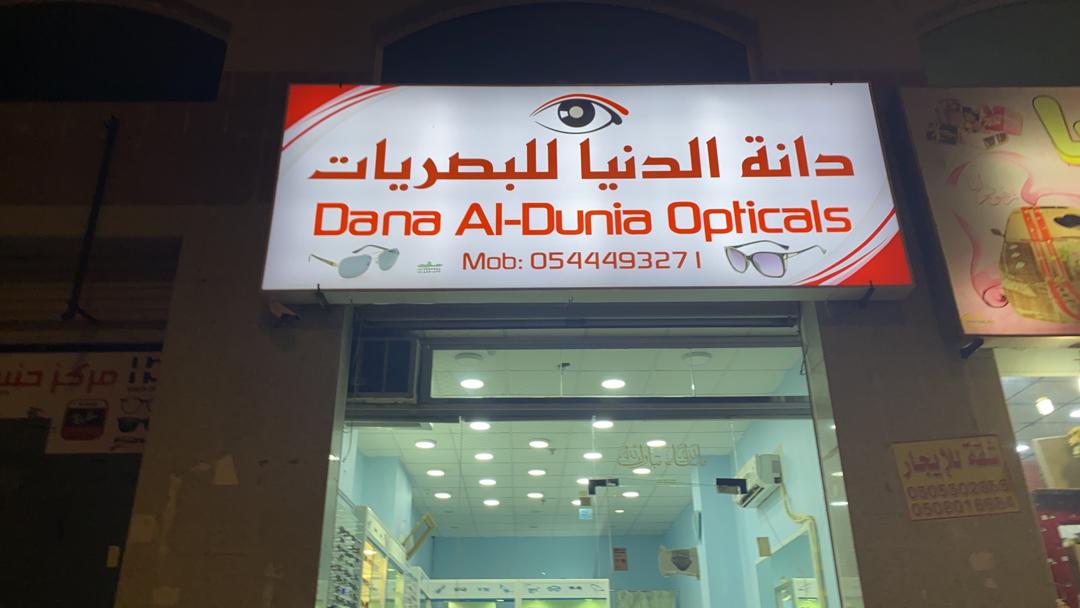 دانة الدنيا للبصريات
Dana Al-Dunia Opticals
Mob: 0544493271
مركز
شقة للإيجار